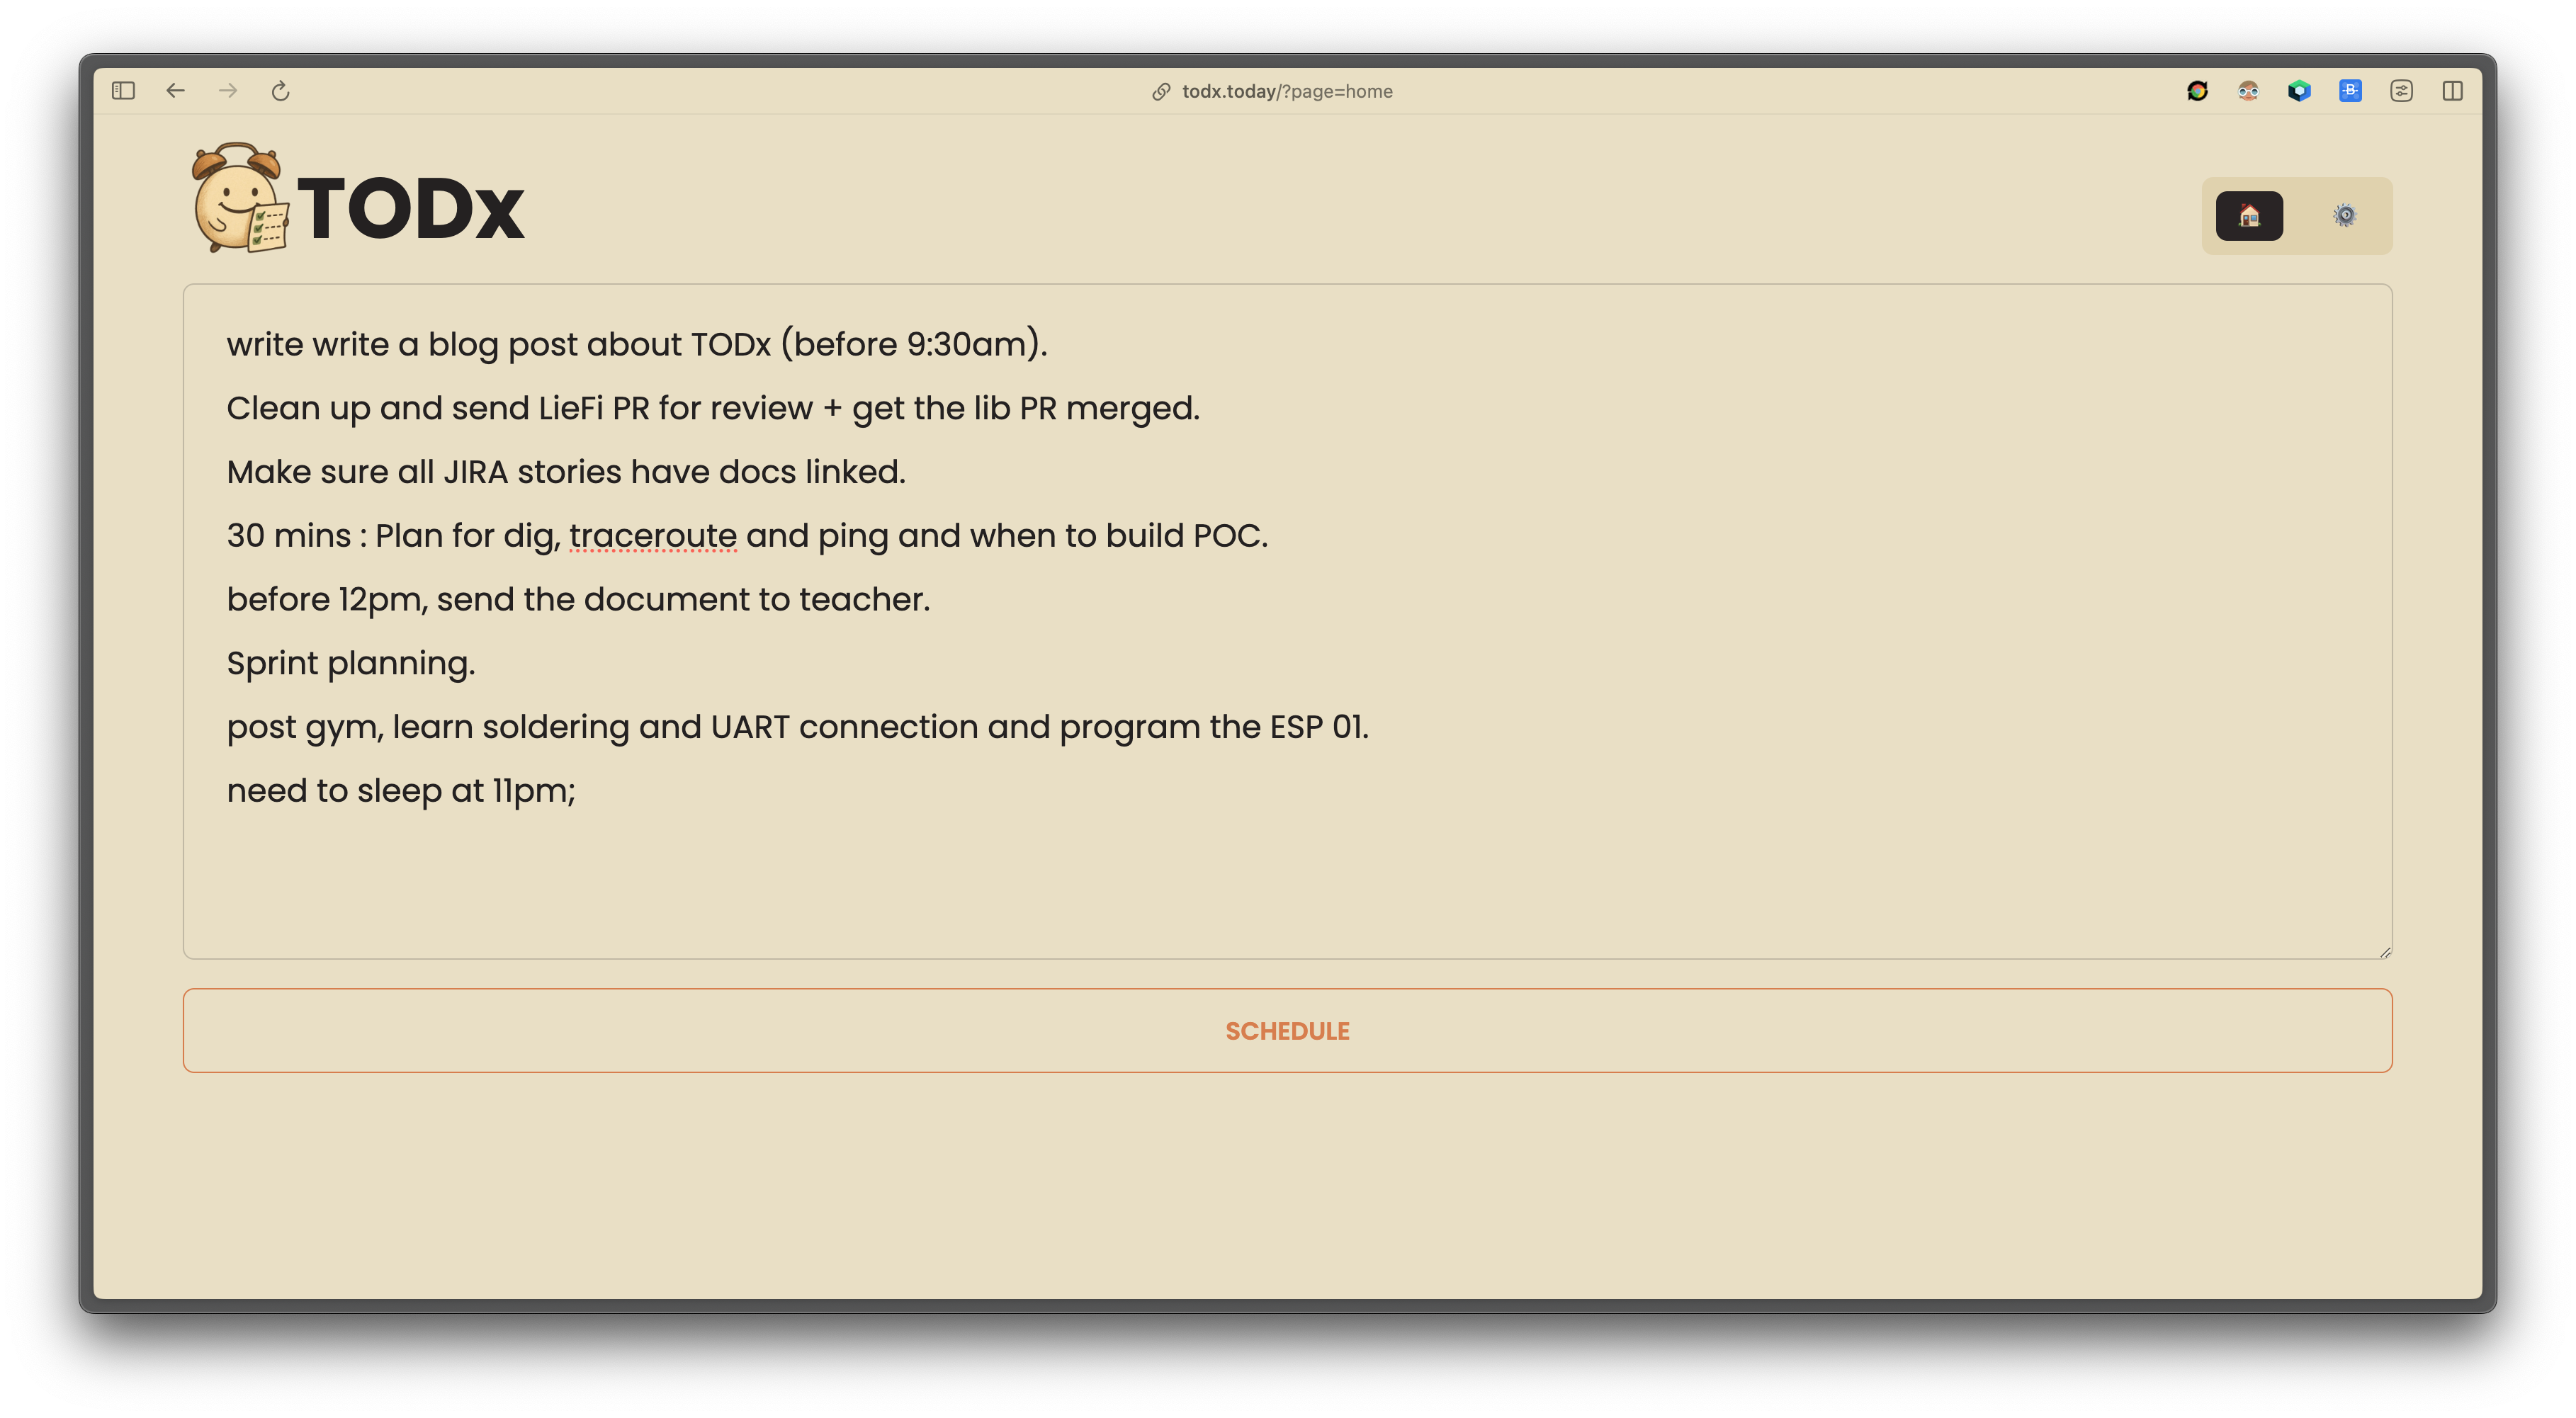 todx.today/?page=home
TODx
write write a blog post about TODx (before 9:30am).
Clean up and send LieFi PR for review + get the lib PR merged.
Make sure all JIRA stories have docs linked.
30 mins : Plan for dig, traceroute and ping and when to build POC.
before 12pm, send the document to teacher.
Sprint planning.
post gym, learn soldering and UART connection and program the ESP 01.
need to sleep at 11pm;
SCHEDULE